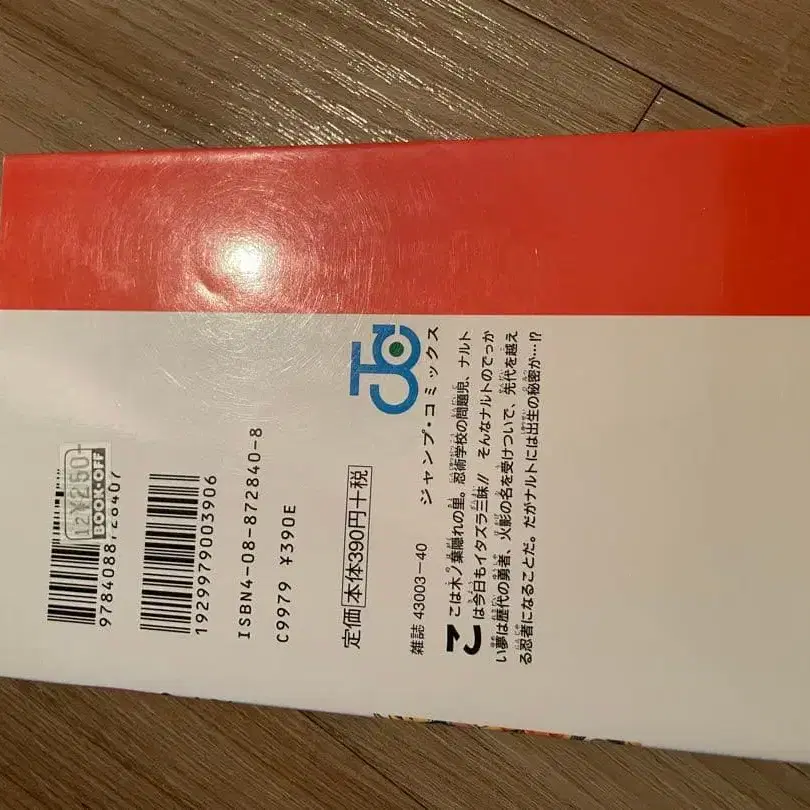 ジャンプ・コミックス
ここは木ノ葉隠れの里。忍術学校の問題児、ナルト
は今日もイタズラ三昧!! そんなナルトのでっか
い夢は歴代の勇者、火影の名を受けついで、先代を越え
る忍者になることだ。だがナルトには出生の秘密が…!?
雑誌 43003-40
定価 本体390円+税
ISBN4-08-872840-8
C9979 ¥390E
1929979003906
9784088728407
¥250-
BOOK・OFF